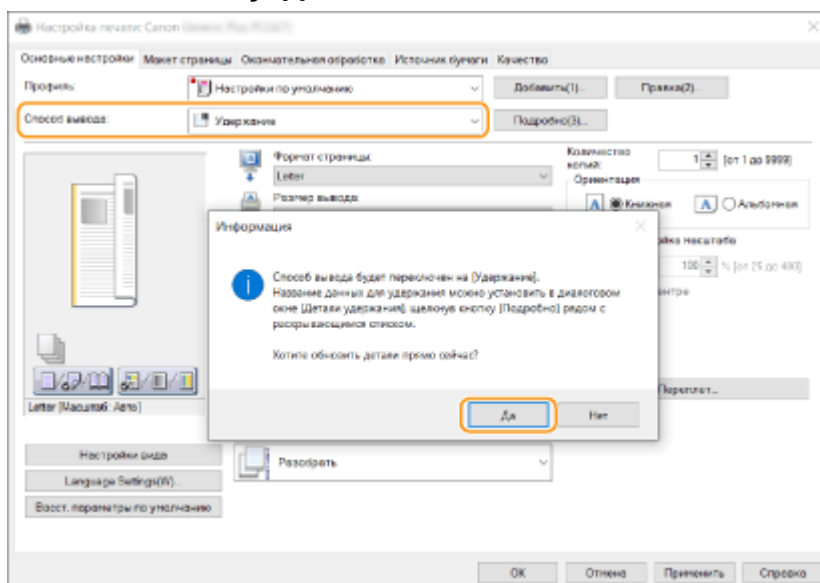 Настройка печати: Canon
Основные настройки Макет страницы Окончательная обработка Источник бумаги Качество
Профиль: Настройки по умолчанию Добавить(1)... Правка(2)...
Способ вывода: Удержание Подробно(3)...
Формат страницы:
Letter
Размер вывода:
Количество
копий: 1 [от 1 до 9999]
Ориентация
A Книжная A Альбомная
Информация
Способ вывода будет переключен на [Удержание].
Название данных для удержания можно установить в диалоговом
окне [Детали удержания], щелкнув кнопку [Подробно] рядом с
раскрывающимся списком.
Хотите обновить детали прямо сейчас?
Да Нет
масштаба
100 % [от 25 до 400]
Переплет...
Letter [Масштаб: Авто]
Настройки вида
Разобрать
Language Settings(W)...
Восст. параметры по умолчанию
OK Отмена Применить Справка